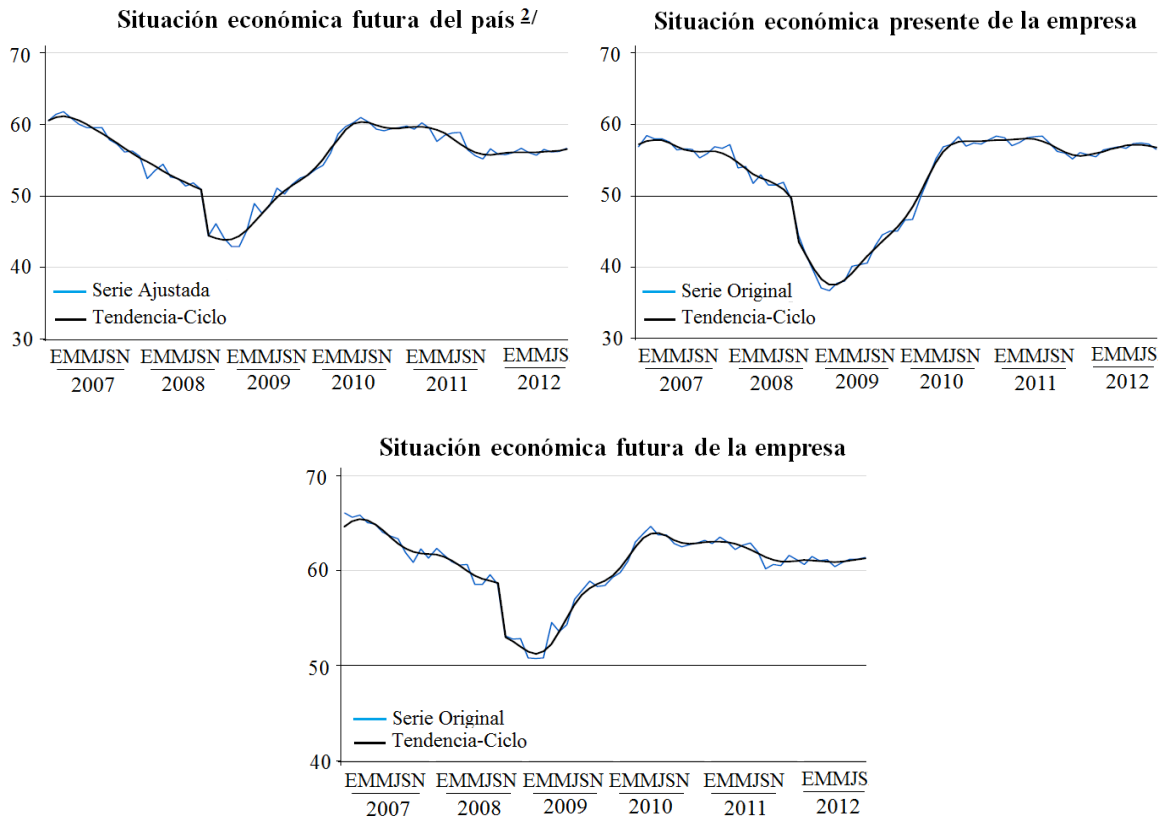 Situación económica futura del país 2/
70
60
50
40
30
Serie Ajustada
Tendencia-Ciclo
EMMJSN EMMJSN EMMJSN EMMJSN EMMJSN EMMJS
2007 2008 2009 2010 2011 2012
Situación económica presente de la empresa
70
60
50
40
30
Serie Original
Tendencia-Ciclo
EMMJSN EMMJSN EMMJSN EMMJSN EMMJSN EMMJS
2007 2008 2009 2010 2011 2012
Situación económica futura de la empresa
70
60
50
40
Serie Original
Tendencia-Ciclo
EMMJSN EMMJSN EMMJSN EMMJSN EMMJSN EMMJS
2007 2008 2009 2010 2011 2012